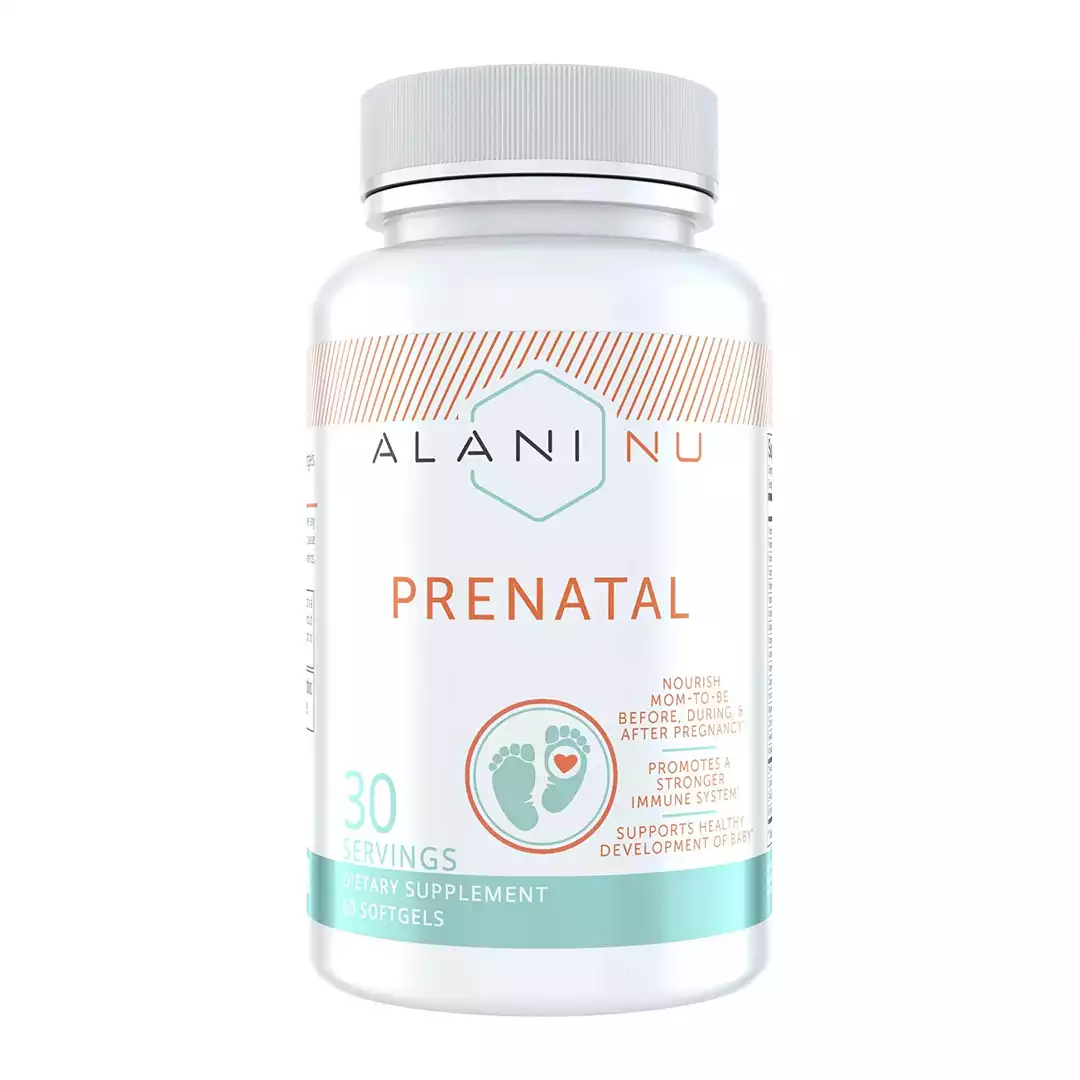 ALANI NU
PRENATAL
NOURISH
MOM-TO-BE
BEFORE, DURING, &
AFTER PREGNANCY*
PROMOTES A
STRONGER
IMMUNE SYSTEM*
SUPPORTS HEALTHY
DEVELOPMENT OF BABY*
30
SERVINGS
DIETARY SUPPLEMENT
60 SOFTGELS